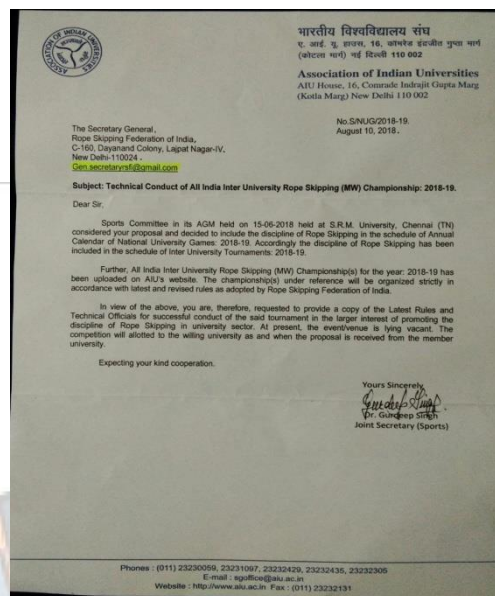 ASSOCIATION OF INDIAN UNIVERSITIES
भारतीय विश्वविद्यालय संघ
ए. आई. यू. हाउस, 16, कॉमरेड इंद्रजीत गुप्ता मार्ग
(कोटला मार्ग) नई दिल्ली 110 002
Association of Indian Universities
AIU House, 16, Comrade Indrajit Gupta Marg
(Kotla Marg) New Delhi 110 002
No.S/NUG/2018-19.
August 10, 2018.
The Secretary General,
Rope Skipping Federation of India,
C-160, Dayanand Colony, Lajpat Nagar-IV,
New Delhi-110024 .
Gen.secretaryrsfi@gmail.com
Subject: Technical Conduct of All India Inter University Rope Skipping (MW) Championship: 2018-19.
Dear Sir,
Sports Committee in its AGM held on 15-06-2018 held at S.R.M. University, Chennai (TN)
considered your proposal and decided to include the discipline of Rope Skipping in the schedule of Annual
Calendar of National University Games: 2018-19. Accordingly the discipline of Rope Skipping has been
included in the schedule of Inter University Tournaments: 2018-19.
Further, All India Inter University Rope Skipping (MW) Championship(s) for the year: 2018-19 has
been uploaded on AIU's website. The championship(s) under reference will be organized strictly in
accordance with latest and revised rules as adopted by Rope Skipping Federation of India.
In view of the above, you are, therefore, requested to provide a copy of the Latest Rules and
Technical Officials for successful conduct of the said tournament in the larger interest of promoting the
discipline of Rope Skipping in university sector. At present, the event/venue is lying vacant. The
competition will allotted to the willing university as and when the proposal is received from the member
university.
Expecting your kind cooperation.
Yours Sincerely,
Gurdeep Singh
Dr. Gurdeep Singh
Joint Secretary (Sports)
Phones : (011) 23230059, 23231097, 23232429, 23232435, 23232305
E-mail : sgoffice@aiu.ac.in
Website : http://www.aiu.ac.in Fax : (011) 23232131